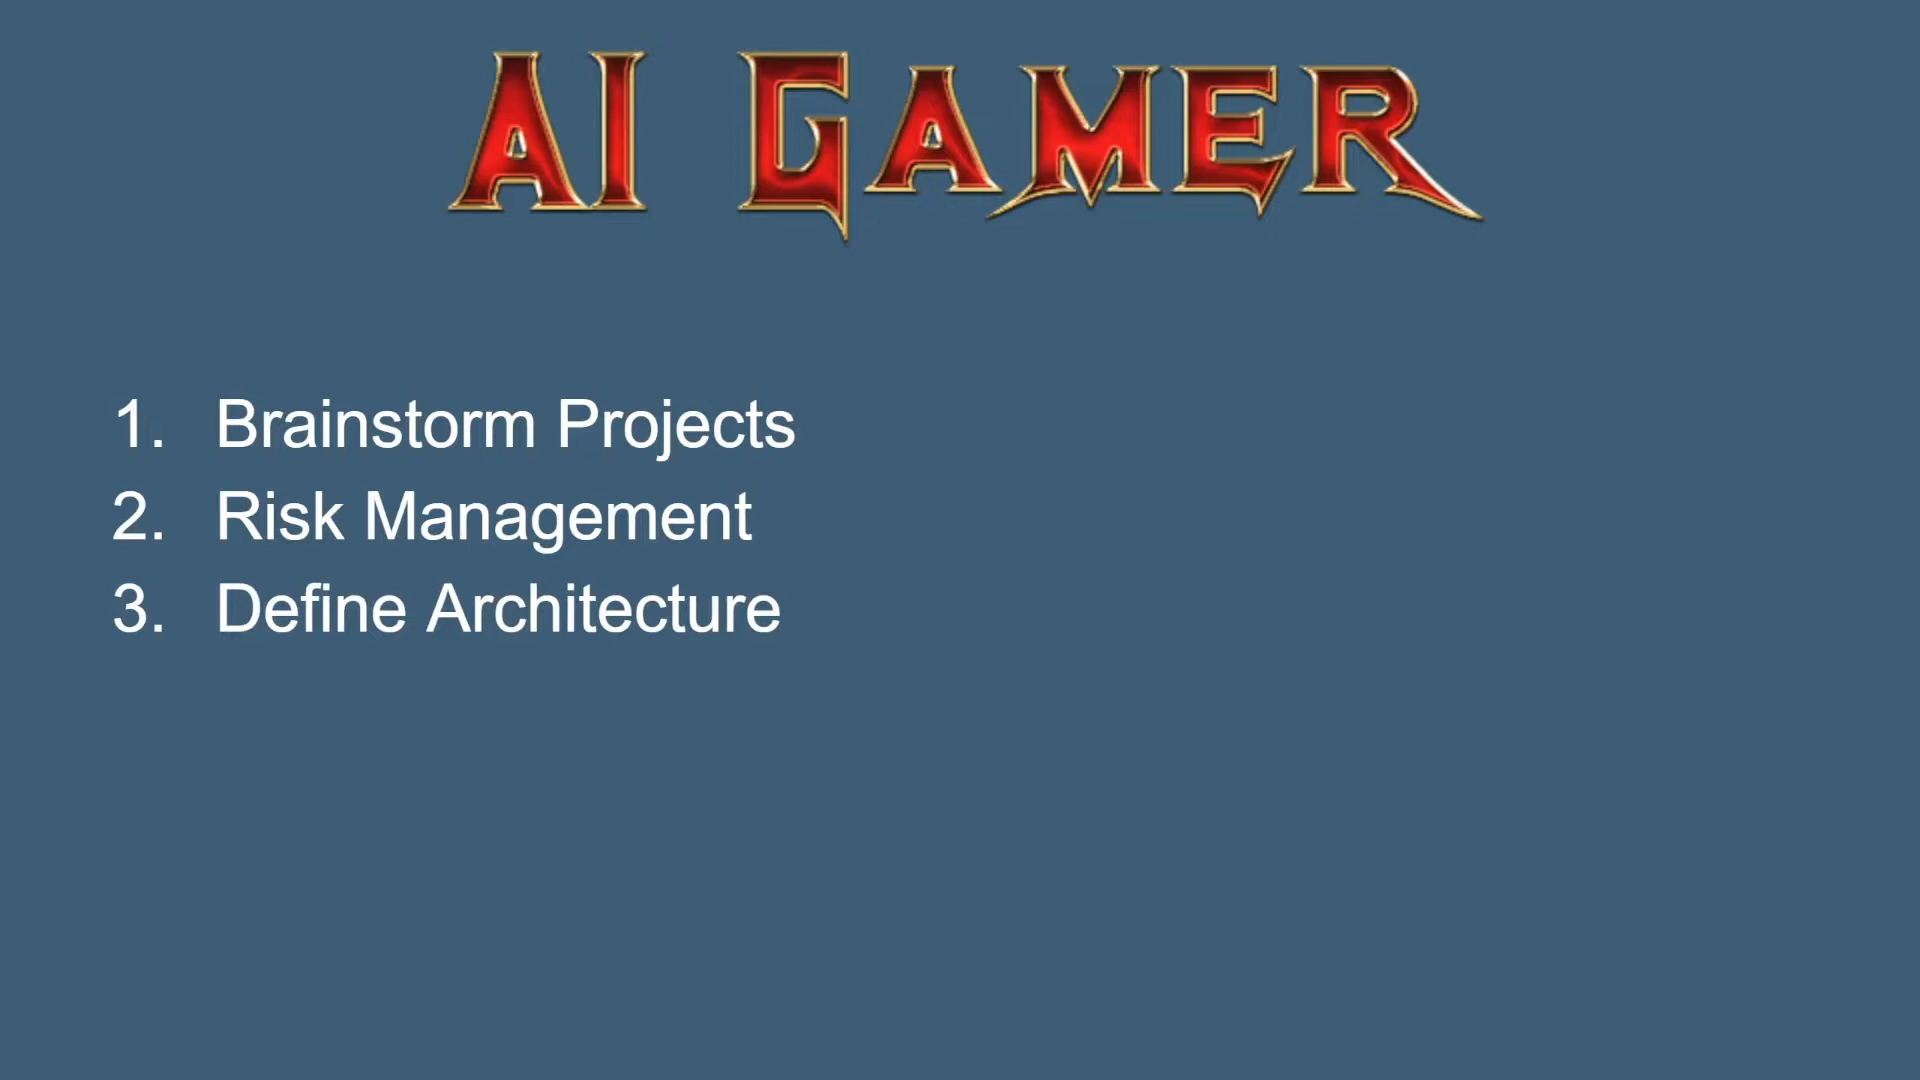 AI GAMER
1. Brainstorm Projects
2. Risk Management
3. Define Architecture